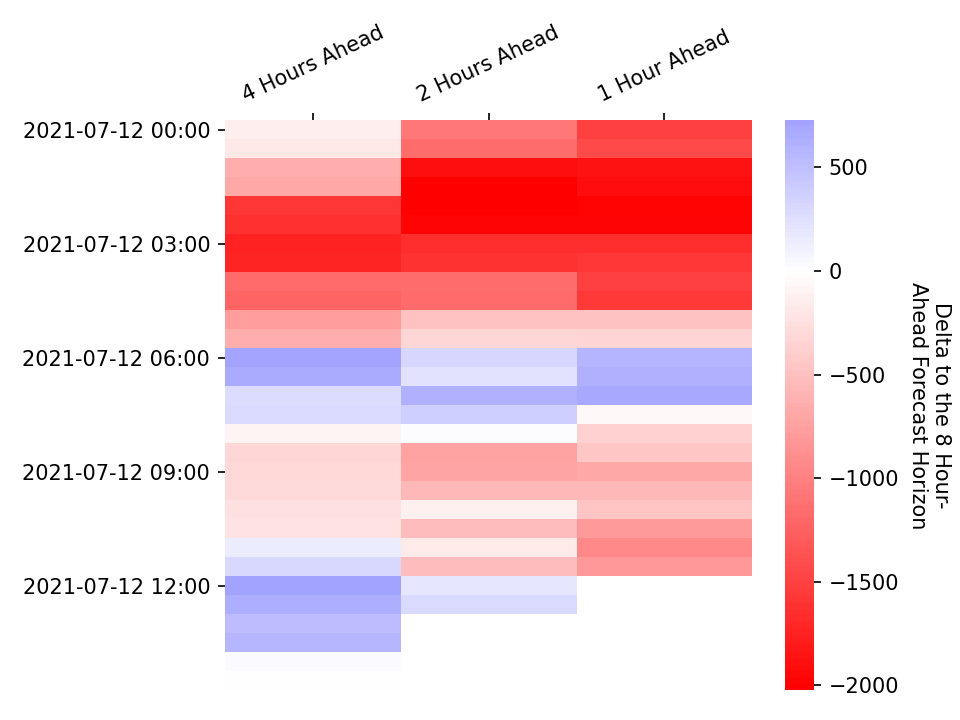 4 Hours Ahead
2 Hours Ahead
1 Hour Ahead
2021-07-12 00:00
2021-07-12 03:00
2021-07-12 06:00
2021-07-12 09:00
2021-07-12 12:00
500
0
−500
−1000
−1500
−2000
Delta to the 8 Hour-
Ahead Forecast Horizon